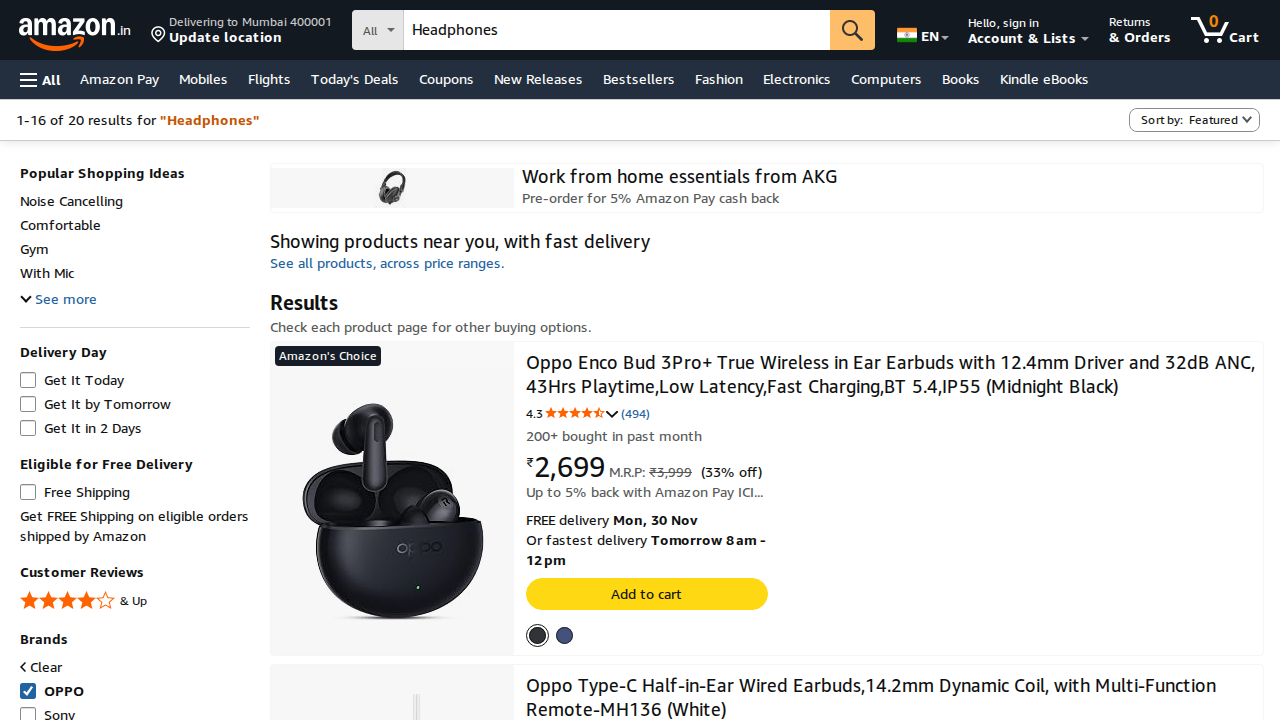 amazon.in
Delivering to Mumbai 400001
Update location
All
Headphones
EN
Hello, sign in
Account & Lists
Returns
& Orders
0
Cart
All
Amazon Pay
Mobiles
Flights
Today's Deals
Coupons
New Releases
Bestsellers
Fashion
Electronics
Computers
Books
Kindle eBooks
1-16 of 20 results for "Headphones"
Sort by: Featured
Popular Shopping Ideas
Noise Cancelling
Comfortable
Gym
With Mic
See more
Delivery Day
Get It Today
Get It by Tomorrow
Get It in 2 Days
Eligible for Free Delivery
Free Shipping
Get FREE Shipping on eligible orders
shipped by Amazon
Customer Reviews
& Up
Brands
Clear
OPPO
Sony
Work from home essentials from AKG
Pre-order for 5% Amazon Pay cash back
Showing products near you, with fast delivery
See all products, across price ranges.
Results
Check each product page for other buying options.
Amazon's Choice
oppo
Oppo Enco Bud 3Pro+ True Wireless in Ear Earbuds with 12.4mm Driver and 32dB ANC,
43Hrs Playtime,Low Latency,Fast Charging,BT 5.4,IP55 (Midnight Black)
4.3 (494)
200+ bought in past month
₹2,699 M.R.P: ₹3,999 (33% off)
Up to 5% back with Amazon Pay ICI…
FREE delivery Mon, 30 Nov
Or fastest delivery Tomorrow 8 am -
12 pm
Add to cart
Oppo Type-C Half-in-Ear Wired Earbuds,14.2mm Dynamic Coil, with Multi-Function
Remote-MH136 (White)